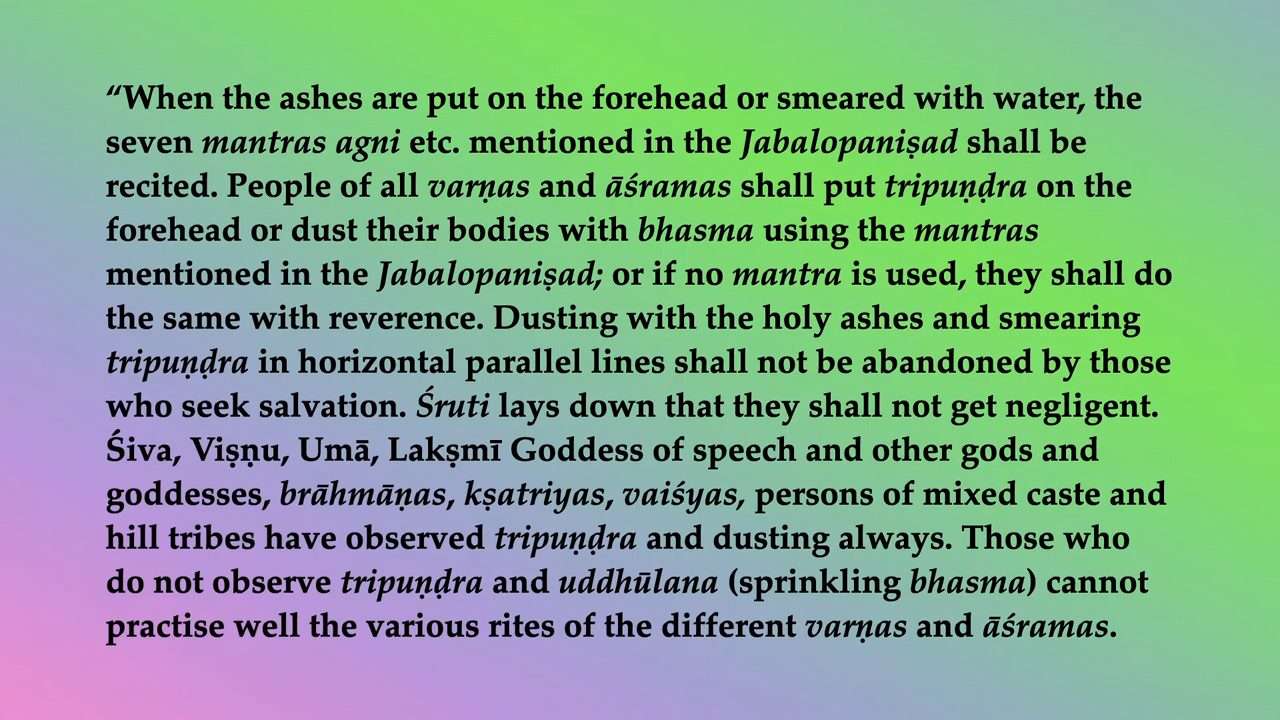 “When the ashes are put on the forehead or smeared with water, the
seven mantras agni etc. mentioned in the Jabalopaniṣad shall be
recited. People of all varṇas and āśramas shall put tripuṇḍra on the
forehead or dust their bodies with bhasma using the mantras
mentioned in the Jabalopaniṣad; or if no mantra is used, they shall do
the same with reverence. Dusting with the holy ashes and smearing
tripuṇḍra in horizontal parallel lines shall not be abandoned by those
who seek salvation. Śruti lays down that they shall not get negligent.
Śiva, Viṣṇu, Umā, Lakṣmī Goddess of speech and other gods and
goddesses, brāhmāṇas, kṣatriyas, vaiśyas, persons of mixed caste and
hill tribes have observed tripuṇḍra and dusting always. Those who
do not observe tripuṇḍra and uddhūlana (sprinkling bhasma) cannot
practise well the various rites of the different varṇas and āśramas.